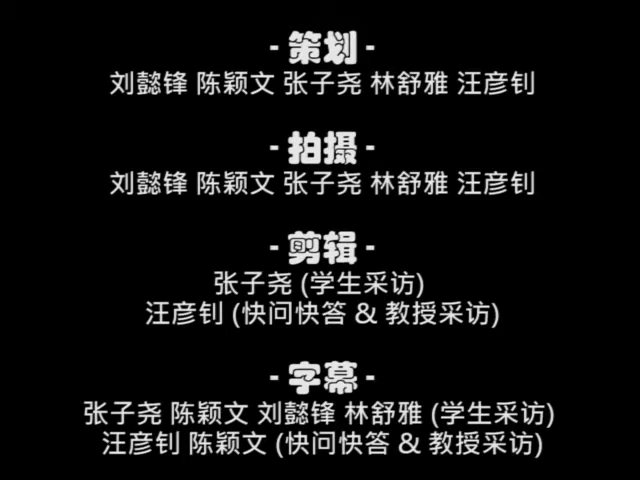 - 策划 -
刘懿锋 陈颖文 张子尧 林舒雅 汪彦钊
- 拍摄 -
刘懿锋 陈颖文 张子尧 林舒雅 汪彦钊
- 剪辑 -
张子尧 (学生采访)
汪彦钊 (快问快答 & 教授采访)
- 字幕 -
张子尧 陈颖文 刘懿锋 林舒雅 (学生采访)
汪彦钊 陈颖文 (快问快答 & 教授采访)